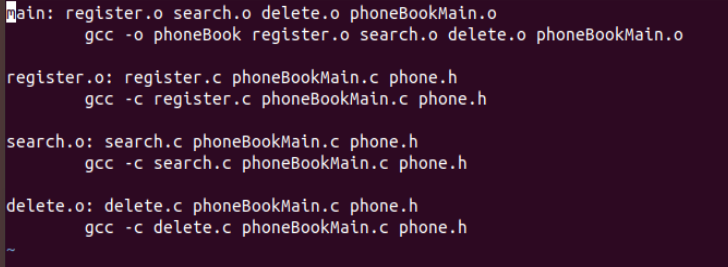 main: register.o search.o delete.o phoneBookMain.o
        gcc -o phoneBook register.o search.o delete.o phoneBookMain.o

register.o: register.c phoneBookMain.c phone.h
        gcc -c register.c phoneBookMain.c phone.h

search.o: search.c phoneBookMain.c phone.h
        gcc -c search.c phoneBookMain.c phone.h

delete.o: delete.c phoneBookMain.c phone.h
        gcc -c delete.c phoneBookMain.c phone.h
~